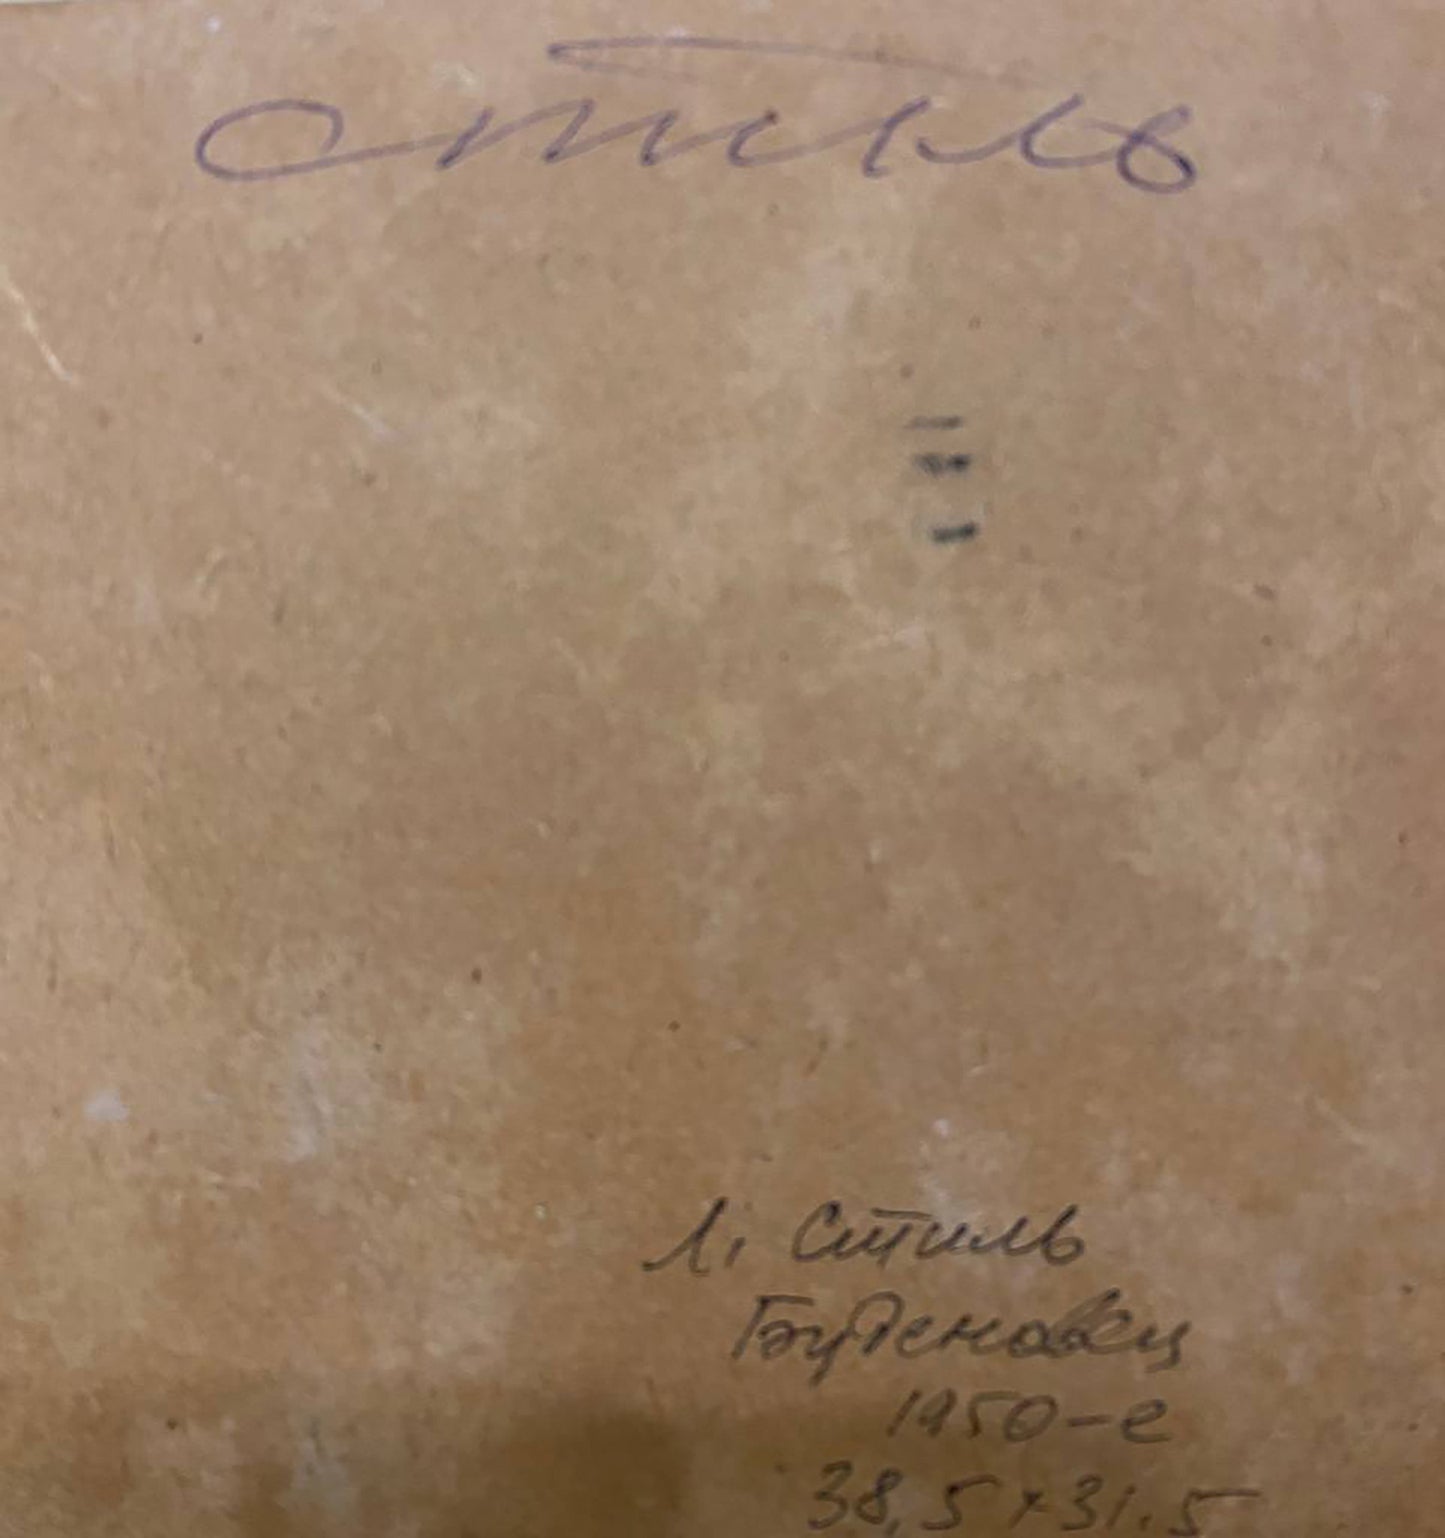 стиль
Л. Стиль
Буденовец
1950-е
38,5 x 31.5